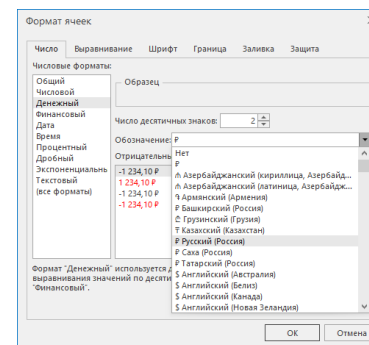 Формат ячеек
Число Выравнивание Шрифт Граница Заливка Защита
Числовые форматы:
Общий
Числовой
Денежный
Финансовый
Дата
Время
Процентный
Дробный
Экспоненциальнь
Текстовый
(все форматы)
Образец
Число десятичных знаков: 2
Обозначение: ₽
Отрицательнь
-1 234,10 ₽
1 234,10 ₽
-1 234,10 ₽
-1 234,10 ₽
Нет
₽
₼ Азербайджанский (кириллица, Азербайд...
₼ Азербайджанский (латиница, Азербайдж...
֏ Армянский (Армения)
₽ Башкирский (Россия)
₾ Грузинский (Грузия)
₸ Казахский (Казахстан)
₽ Русский (Россия)
₽ Саха (Россия)
₽ Татарский (Россия)
$ Английский (Австралия)
$ Английский (Белиз)
$ Английский (Канада)
$ Английский (Новая Зеландия)
Формат "Денежный" используется д
выравнивания значений по десяти
"Финансовый".
ОК Отмена